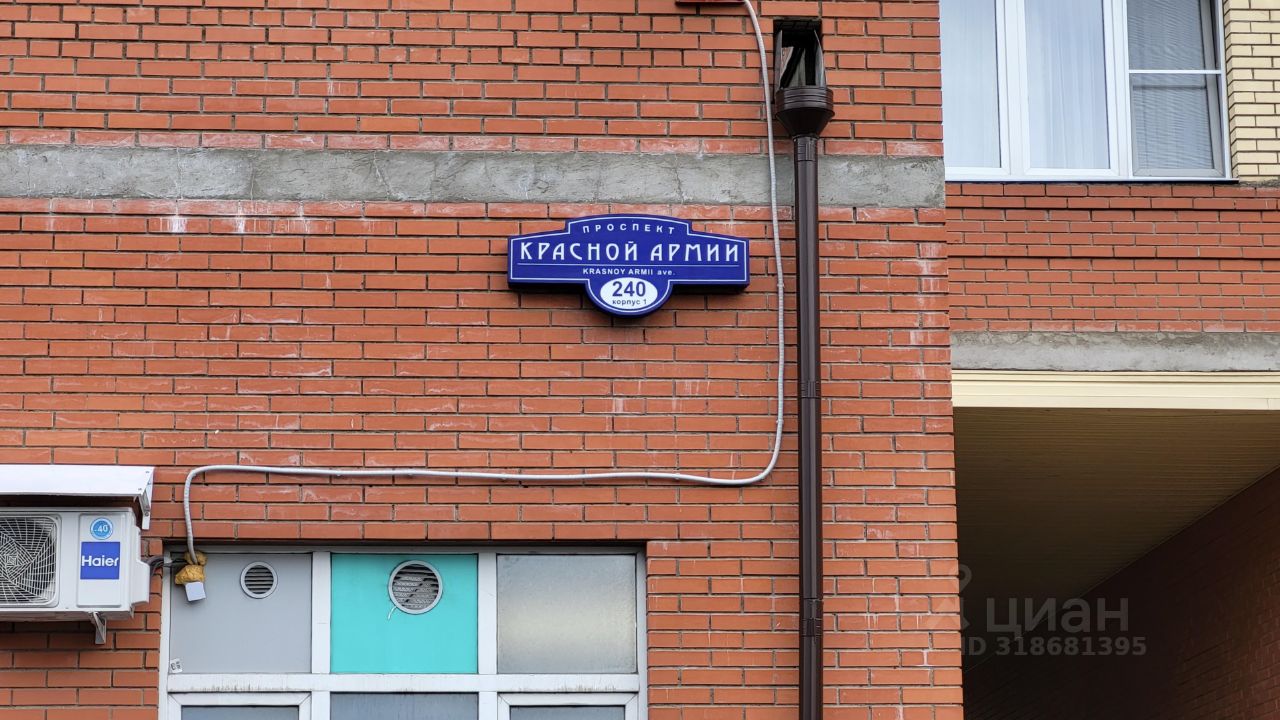 ПРОСПЕКТ
КРАСНОЙ АРМИИ
KRASNOY ARMII ave.
240
корпус 1
-40
Haier
циан
ID 318681395